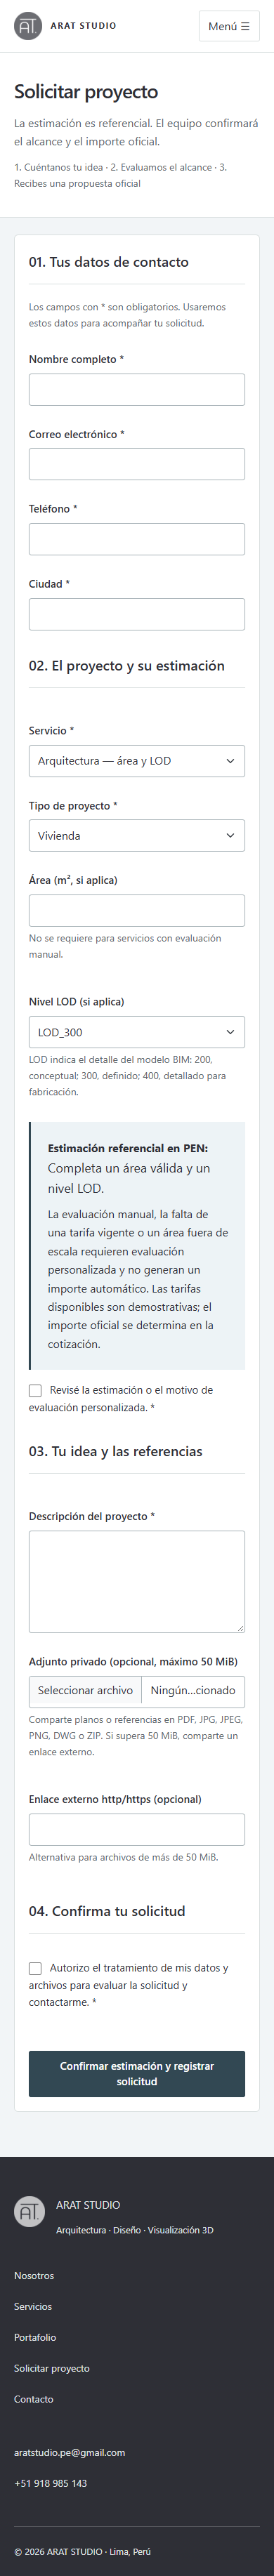 ARAT STUDIO
Menú ☰
Solicitar proyecto
La estimación es referencial. El equipo confirmará
el alcance y el importe oficial.
1. Cuéntanos tu idea · 2. Evaluamos el alcance · 3.
Recibes una propuesta oficial
01. Tus datos de contacto
Los campos con * son obligatorios. Usaremos
estos datos para acompañar tu solicitud.
Nombre completo *
Correo electrónico *
Teléfono *
Ciudad *
02. El proyecto y su estimación
Servicio *
Arquitectura — área y LOD
Tipo de proyecto *
Vivienda
Área (m², si aplica)
No se requiere para servicios con evaluación
manual.
Nivel LOD (si aplica)
LOD_300
LOD indica el detalle del modelo BIM: 200,
conceptual; 300, definido; 400, detallado para
fabricación.
Estimación referencial en PEN:
Completa un área válida y un
nivel LOD.
La evaluación manual, la falta de
una tarifa vigente o un área fuera de
escala requieren evaluación
personalizada y no generan un
importe automático. Las tarifas
disponibles son demostrativas; el
importe oficial se determina en la
cotización.
Revisé la estimación o el motivo de
evaluación personalizada. *
03. Tu idea y las referencias
Descripción del proyecto *
Adjunto privado (opcional, máximo 50 MiB)
Seleccionar archivo Ningún...cionado
Comparte planos o referencias en PDF, JPG, JPEG,
PNG, DWG o ZIP. Si supera 50 MiB, comparte un
enlace externo.
Enlace externo http/https (opcional)
Alternativa para archivos de más de 50 MiB.
04. Confirma tu solicitud
Autorizo el tratamiento de mis datos y
archivos para evaluar la solicitud y
contactarme. *
Confirmar estimación y registrar
solicitud
ARAT STUDIO
Arquitectura · Diseño · Visualización 3D
Nosotros
Servicios
Portafolio
Solicitar proyecto
Contacto
aratstudio.pe@gmail.com
+51 918 985 143
© 2026 ARAT STUDIO · Lima, Perú